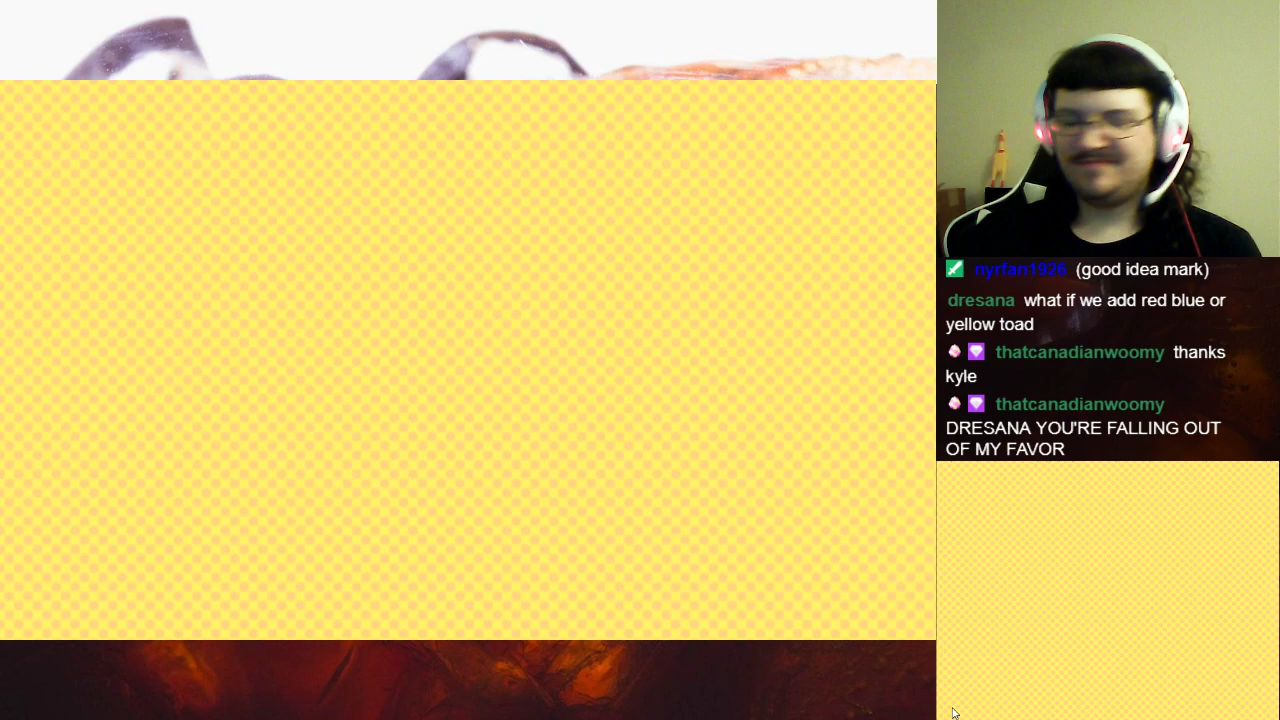 nyrfan1926 (good idea mark)
dresana what if we add red blue or
yellow toad
thatcanadianwoomy thanks
kyle
thatcanadianwoomy
DRESANA YOU'RE FALLING OUT
OF MY FAVOR